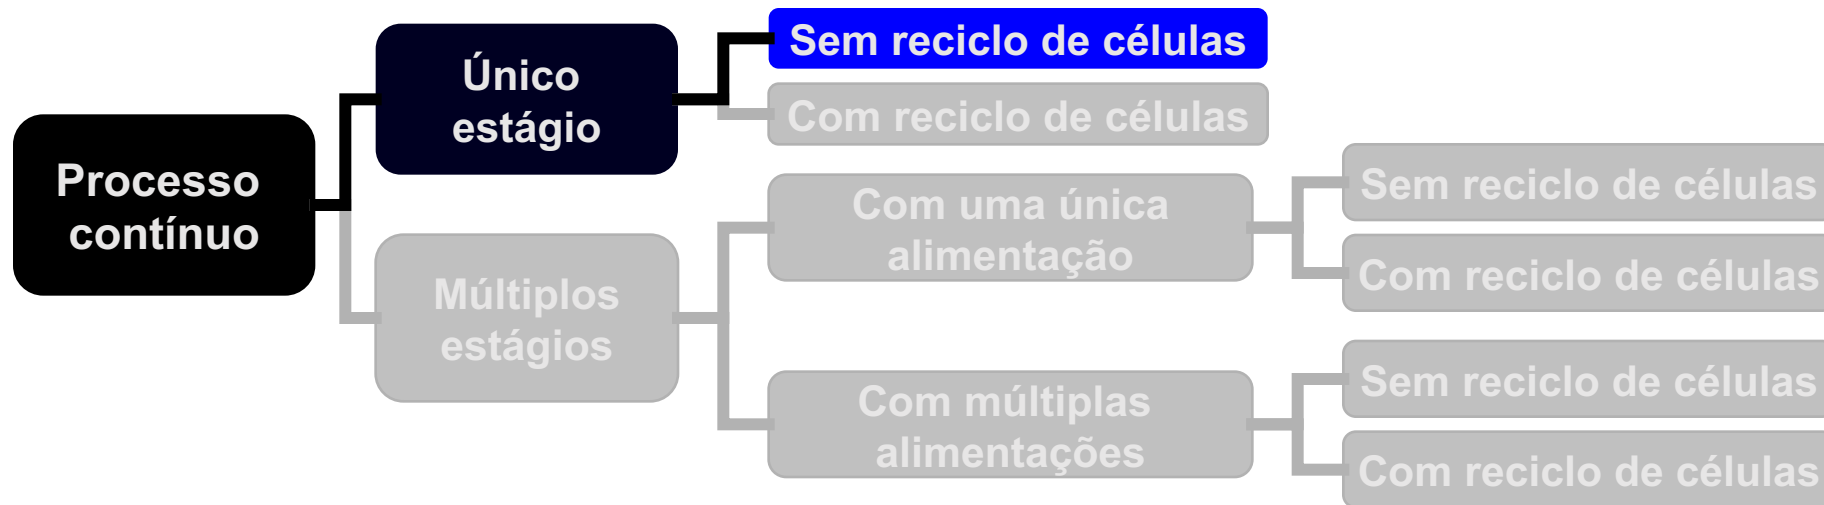 Processo
contínuo
Único
estágio
Sem reciclo de células
Com reciclo de células
Múltiplos
estágios
Com uma única
alimentação
Sem reciclo de células
Com reciclo de células
Com múltiplas
alimentações
Sem reciclo de células
Com reciclo de células